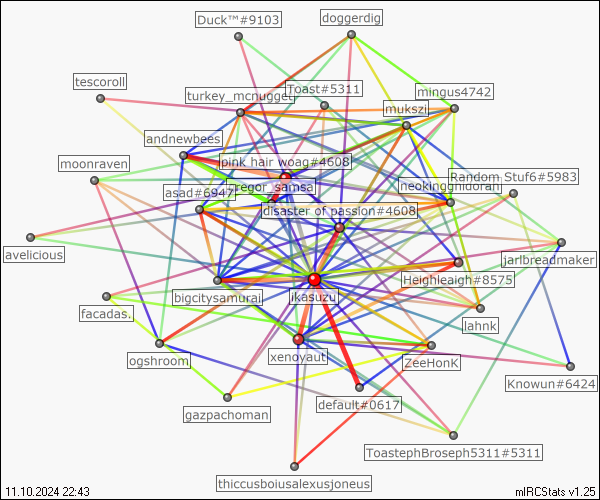 Duck™#9103
doggerdig
tescoroll
Toast#5311
mingus4742
turkey_mcnugget
mukszi
andnewbees
pink hair woag#4608
moonraven
Random Stuf6#5983
gregor_samsa
neokingghidorah
asad#6947
disaster of passion#4608
avelicious
jarlbreadmaker
Heighleaigh#8575
bigcitysamurai
ikasuzu
facadas.
lahnk
ogshroom
xenoyaut
ZeeHonk
Knowun#6424
default#0617
gazpachoman
ToastephBroseph5311#5311
thiccusboiusalexusjoneus
11.10.2024 22:43
mIRCStats v1.25